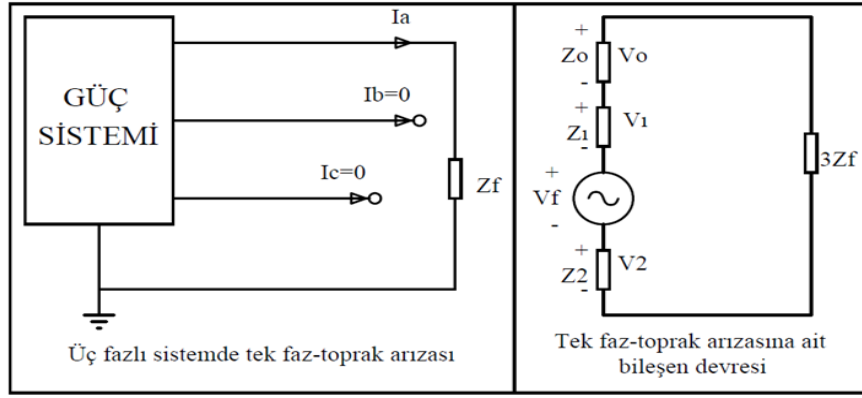 GÜÇ
SİSTEMİ
Ia
Ib=0
Ic=0
Zf
Üç fazlı sistemde tek faz-toprak arızası
+
Zo Vo
-
+
Z1 V1
-
+
Vf
-
+
Z2 V2
-
3Zf
Tek faz-toprak arızasına ait
bileşen devresi